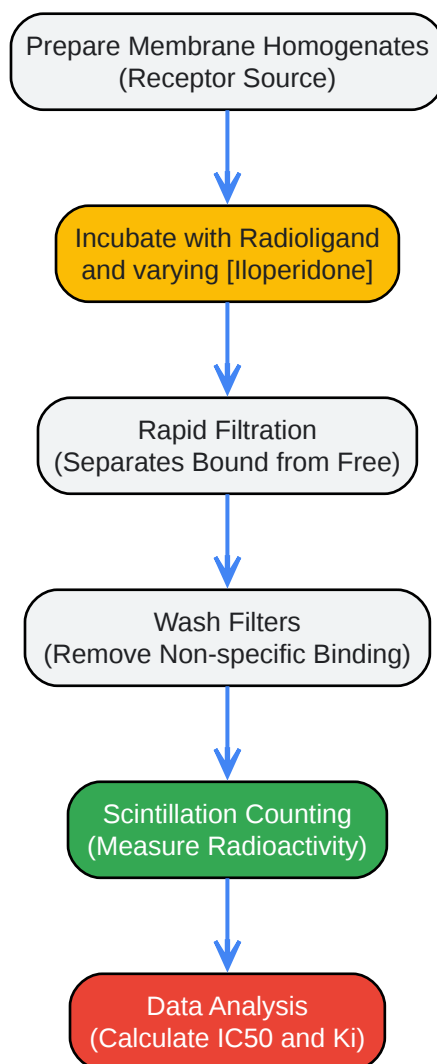 Prepare Membrane Homogenates
(Receptor Source)
Incubate with Radioligand
and varying [Iloperidone]
Rapid Filtration
(Separates Bound from Free)
Wash Filters
(Remove Non-specific Binding)
Scintillation Counting
(Measure Radioactivity)
Data Analysis
(Calculate IC50 and Ki)